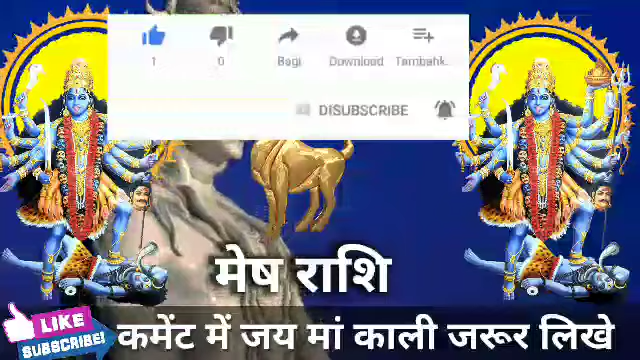 1 0 Bagi Download Tambahk.
DISUBSCRIBE
मेष राशि
LIKE
SUBSCRIBE!
कमेंट में जय मां काली जरूर लिखे